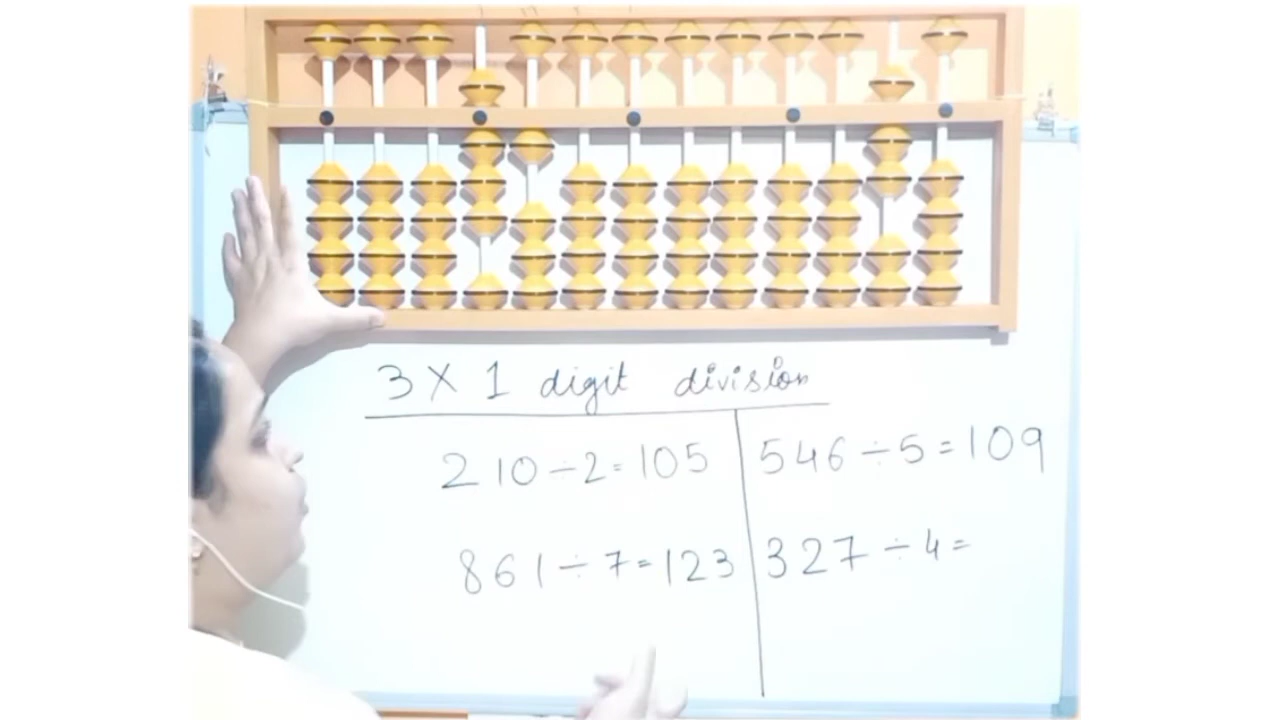 3 X 1 digit division
210÷2=105
546÷5=109
861÷7=123
327÷4=